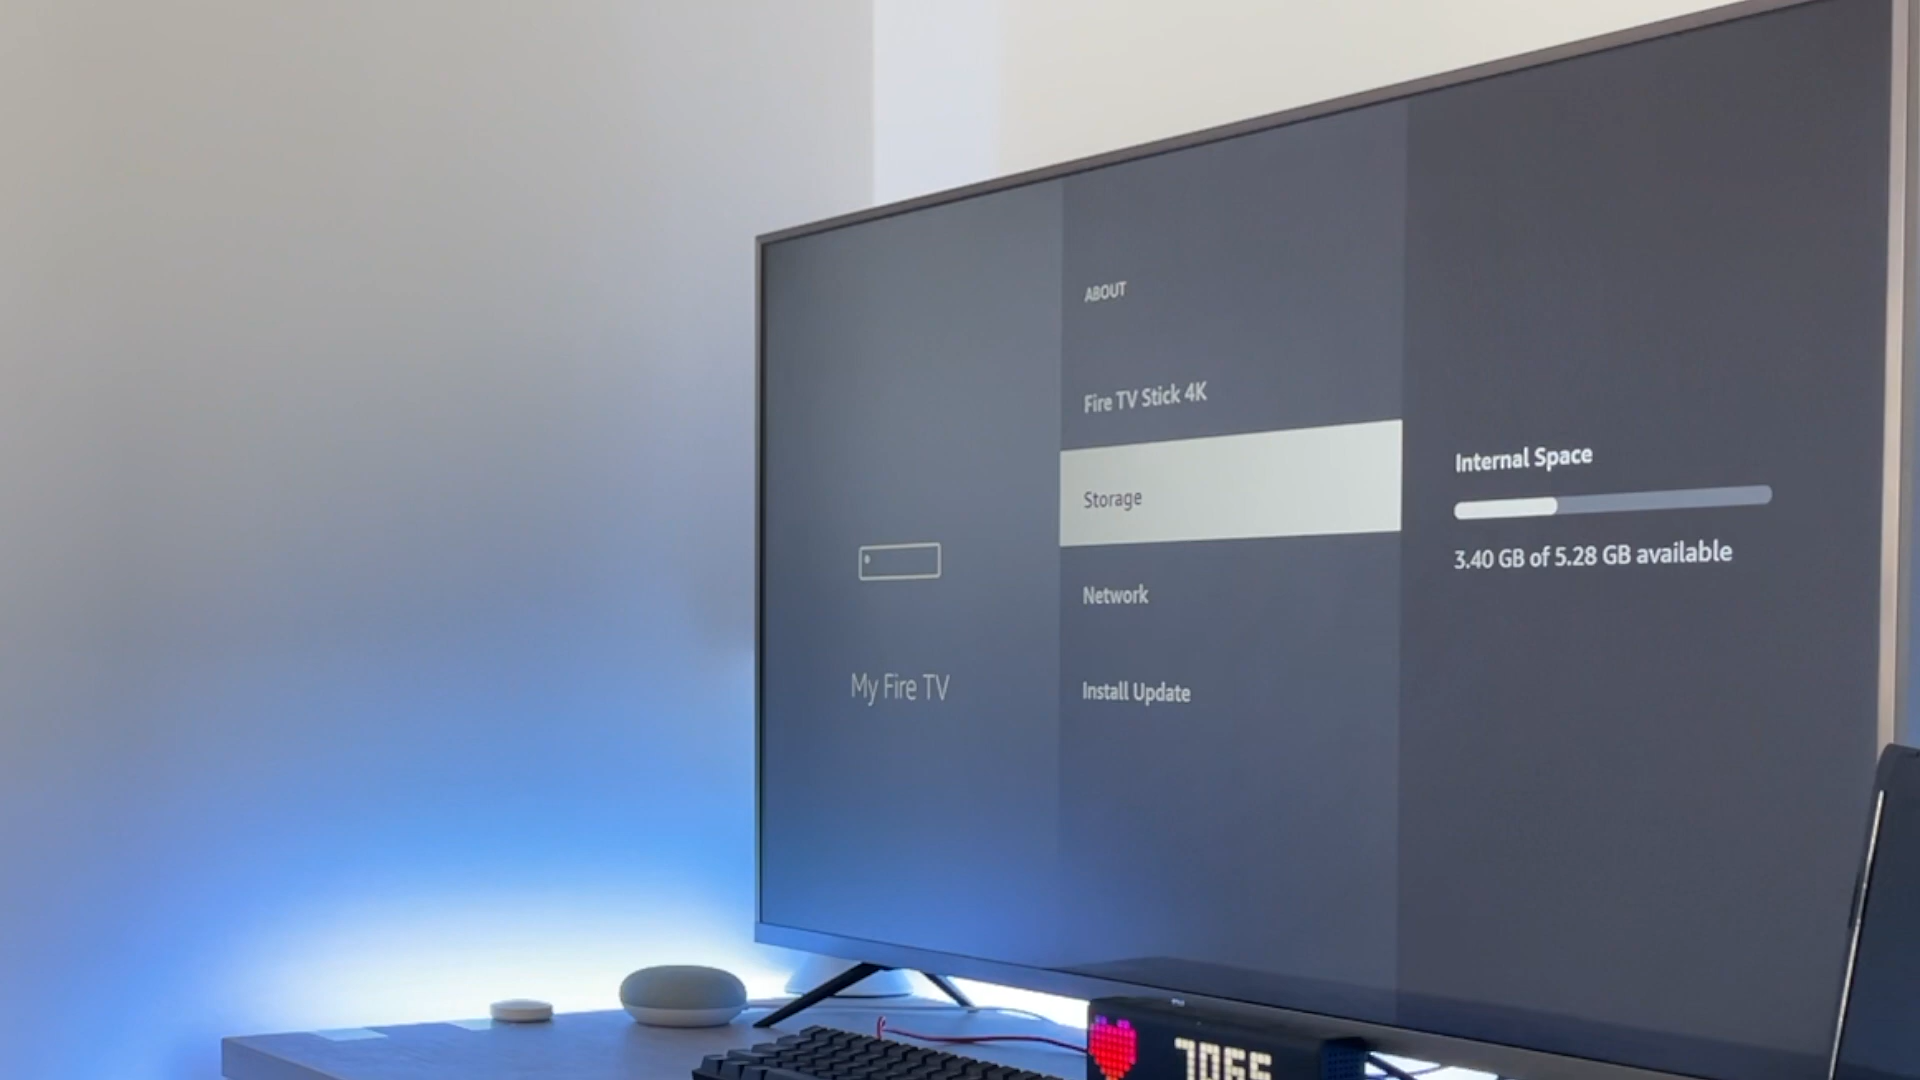 ABOUT
Fire TV Stick 4K
Storage
Network
Install Update
My Fire TV
Internal Space
3.40 GB of 5.28 GB available